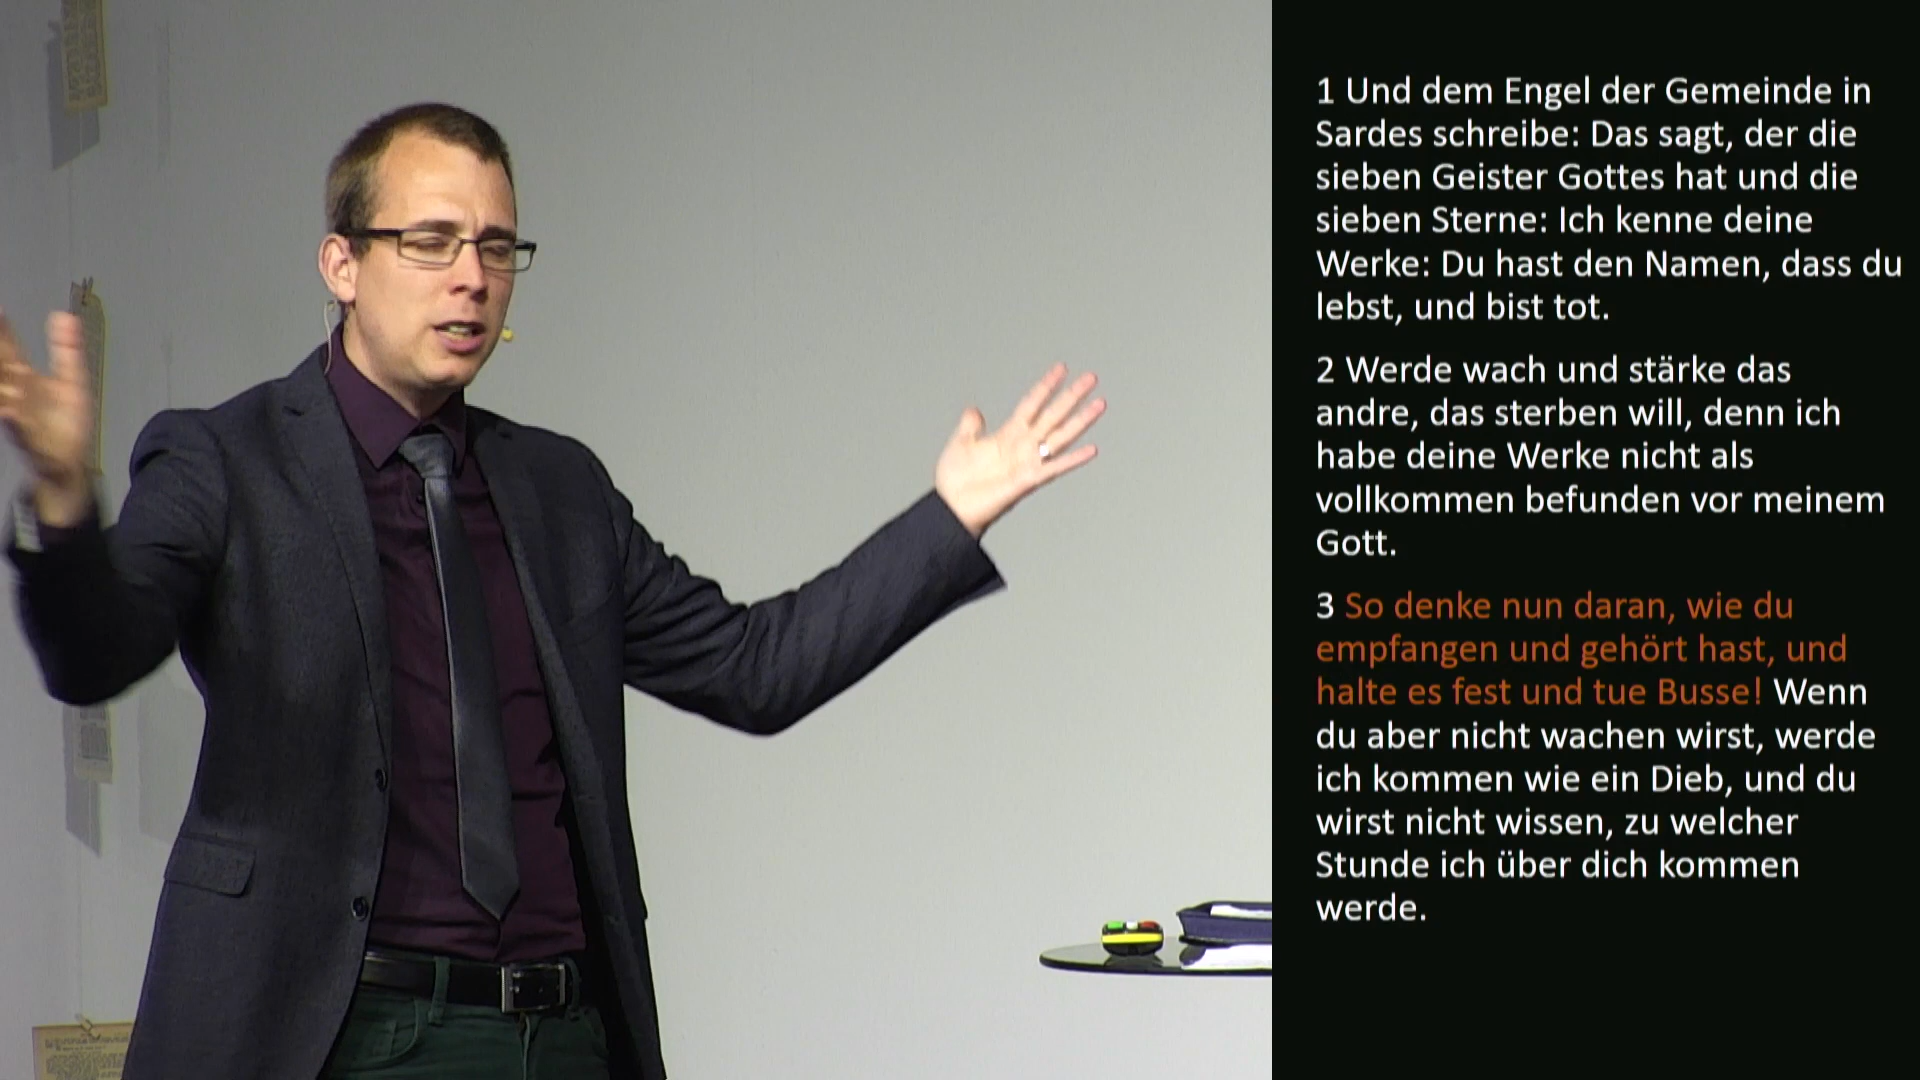 1 Und dem Engel der Gemeinde in
Sardes schreibe: Das sagt, der die
sieben Geister Gottes hat und die
sieben Sterne: Ich kenne deine
Werke: Du hast den Namen, dass du
lebst, und bist tot.
2 Werde wach und stärke das
andre, das sterben will, denn ich
habe deine Werke nicht als
vollkommen befunden vor meinem
Gott.
3 So denke nun daran, wie du
empfangen und gehört hast, und
halte es fest und tue Busse! Wenn
du aber nicht wachen wirst, werde
ich kommen wie ein Dieb, und du
wirst nicht wissen, zu welcher
Stunde ich über dich kommen
werde.